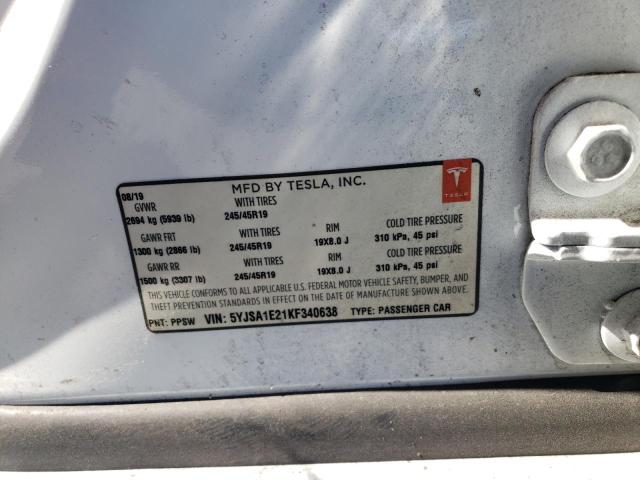 MFD BY TESLA, INC.
TESLA
08/19
GVWR WITH TIRES
2694 kg (5939 lb) 245/45R19
GAWR FRT WITH TIRES RIM COLD TIRE PRESSURE
1300 kg (2866 lb) 245/45R19 19X8.0 J 310 kPa, 45 psi
GAWR RR WITH TIRES RIM COLD TIRE PRESSURE
1500 kg (3307 lb) 245/45R19 19X8.0 J 310 kPa, 45 psi
THIS VEHICLE CONFORMS TO ALL APPLICABLE U.S. FEDERAL MOTOR VEHICLE SAFETY, BUMPER, AND
THEFT PREVENTION STANDARDS IN EFFECT ON THE DATE OF MANUFACTURE SHOWN ABOVE.
PNT: PPSW VIN: 5YJSA1E21KF340638 TYPE: PASSENGER CAR